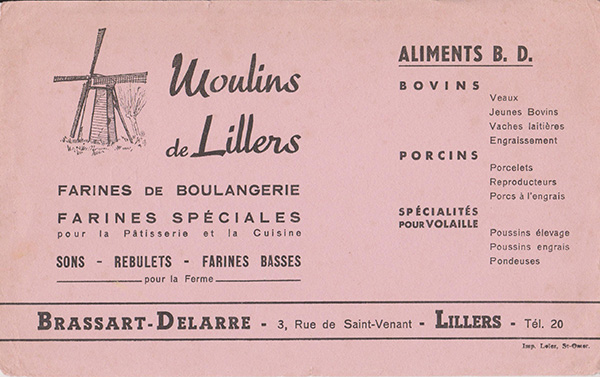 Moulins
de Lillers
FARINES DE BOULANGERIE
FARINES SPÉCIALES
pour la Pâtisserie et la Cuisine
SONS - REBULETS - FARINES BASSES
pour la Ferme
ALIMENTS B. D.
BOVINS
Veaux
Jeunes Bovins
Vaches laitières
Engraissement
PORCINS
Porcelets
Reproducteurs
Porcs à l'engrais
SPÉCIALITÉS
POUR VOLAILLE
Poussins élevage
Poussins engrais
Pondeuses
BRASSART-DELARRE - 3, Rue de Saint-Venant - LILLERS - Tél. 20
Imp. Loiez, St-Omer.